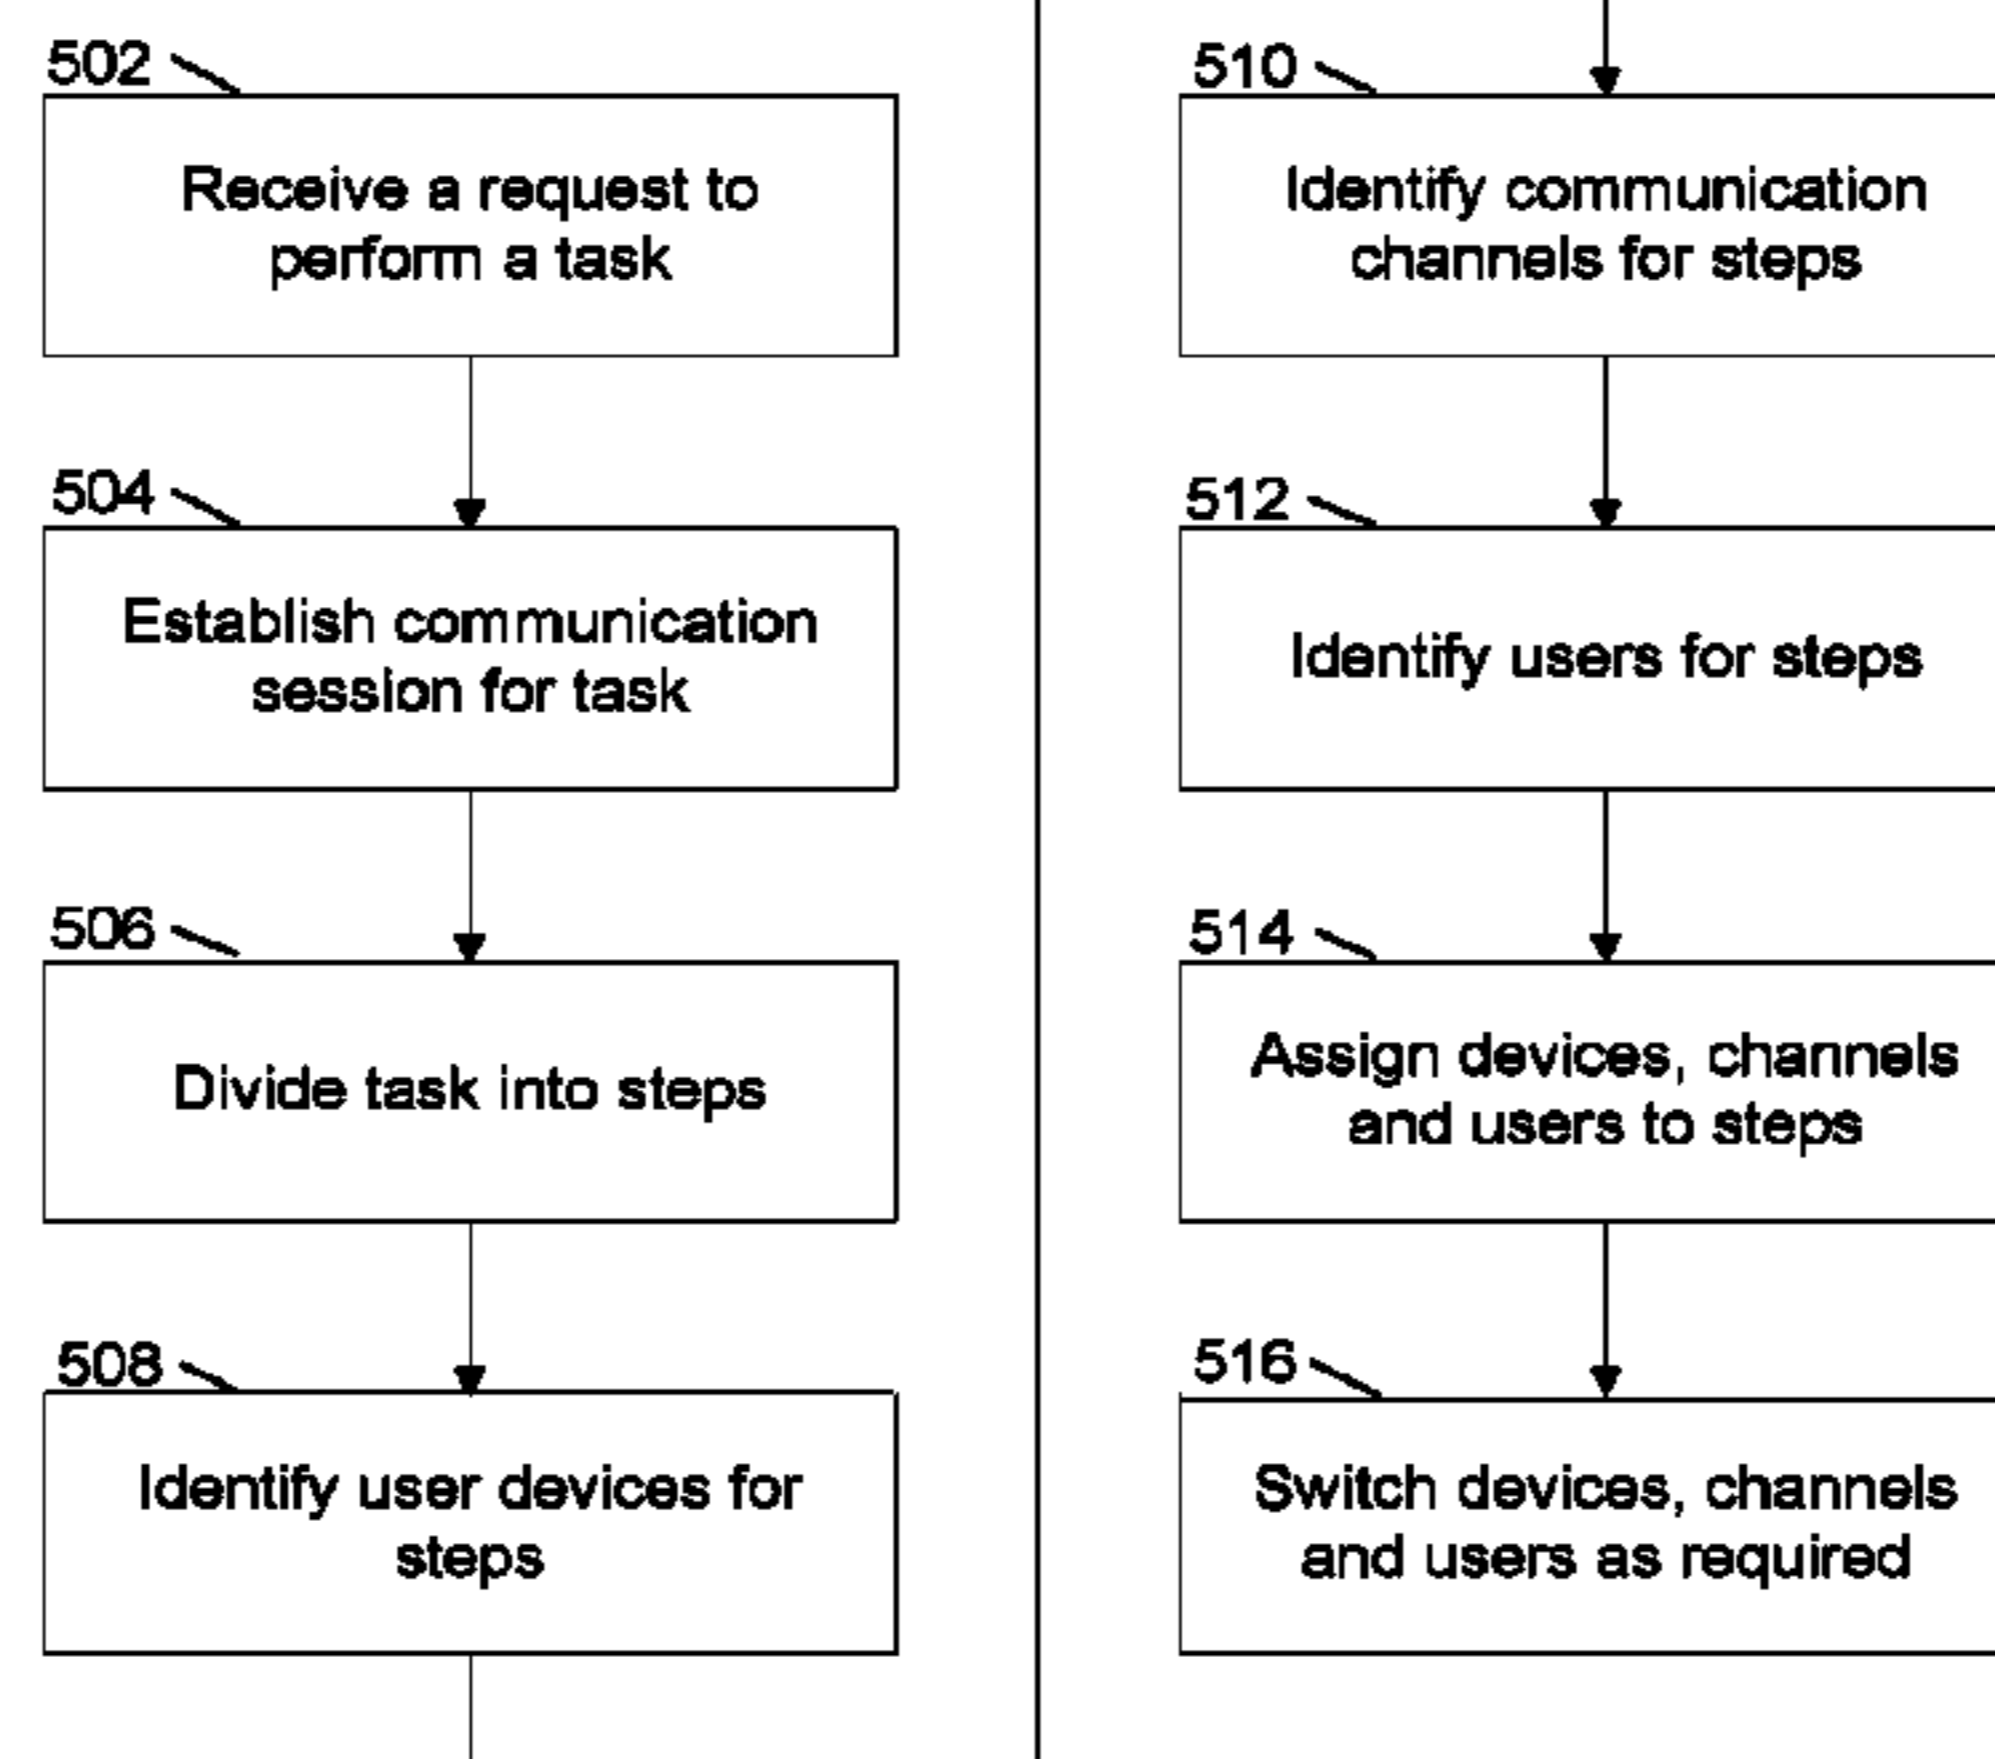 502
Receive a request to
perform a task
504
Establish communication
session for task
506
Divide task into steps
508
Identify user devices for
steps
510
Identify communication
channels for steps
512
Identify users for steps
514
Assign devices, channels
and users to steps
516
Switch devices, channels
and users as required